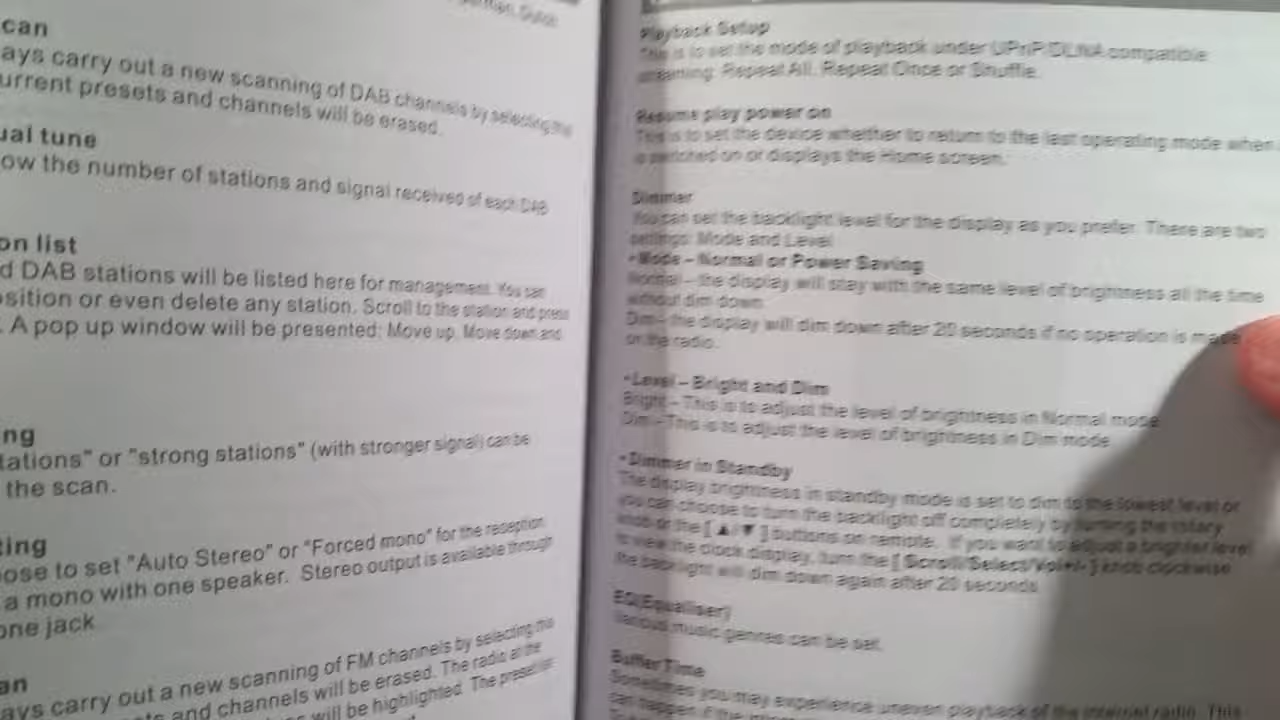 can
ays carry out a new scanning of DAB channels by selecting this
urrent presets and channels will be erased.
ual tune
ow the number of stations and signal received of each DAB
on list
d DAB stations will be listed here for management. You can
osition or even delete any station. Scroll to the station and press
. A pop up window will be presented: Move up, Move down and
ng
tations" or "strong stations" (with stronger signal) can be
the scan.
ting
ose to set "Auto Stereo" or "Forced mono" for the reception
a mono with one speaker. Stereo output is available through
one jack
an
ays carry out a new scanning of FM channels by selecting this
ts and channels will be erased. The radio at the
will be highlighted. The preset list
Playback Setup
This is to set the mode of playback under UPnP/DLNA compatible
streaming: Repeat All, Repeat Once or Shuffle.
Resume play power on
This is to set the device whether to return to the last operating mode when
is switched on or displays the Home screen.
Dimmer
You can set the backlight level for the display as you prefer. There are two
settings: Mode and Level
•Mode – Normal or Power Saving
Normal – the display will stay with the same level of brightness all the time
without dim down
Dim – the display will dim down after 20 seconds if no operation is made
on the radio.
•Level – Bright and Dim
Bright – This is to adjust the level of brightness in Normal mode
Dim – This is to adjust the level of brightness in Dim mode
•Dimmer in Standby
The display brightness in standby mode is set to dim to the lowest level or
you can choose to turn the backlight off completely by turning the rotary
knob or the [ ▲/▼ ] buttons on remote. If you want to adjust a brighter level
to view the clock display, turn the [ Scroll/Select/Vol+/- ] knob clockwise
the backlight will dim down again after 20 seconds
EQ(Equaliser)
Various music genres can be set.
Buffer Time
Sometimes you may experience uneven playback of the internet radio. This
can happen if the